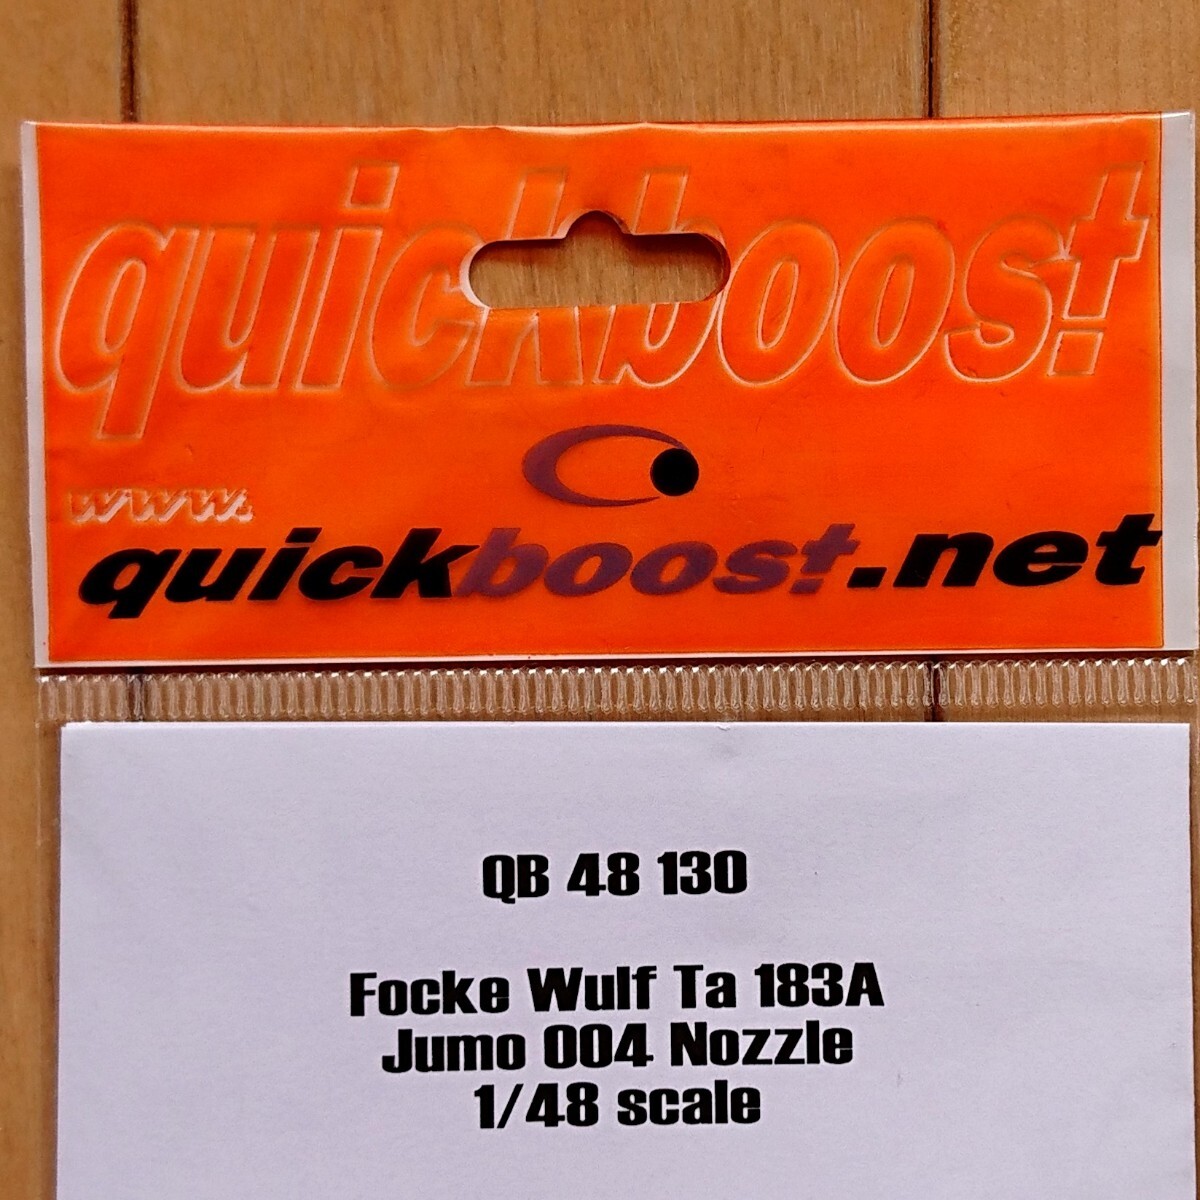 quickboost
www.
quickboost.net
QB 48 130
Focke Wulf Ta 183A
Jumo 004 Nozzle
1/48 scale